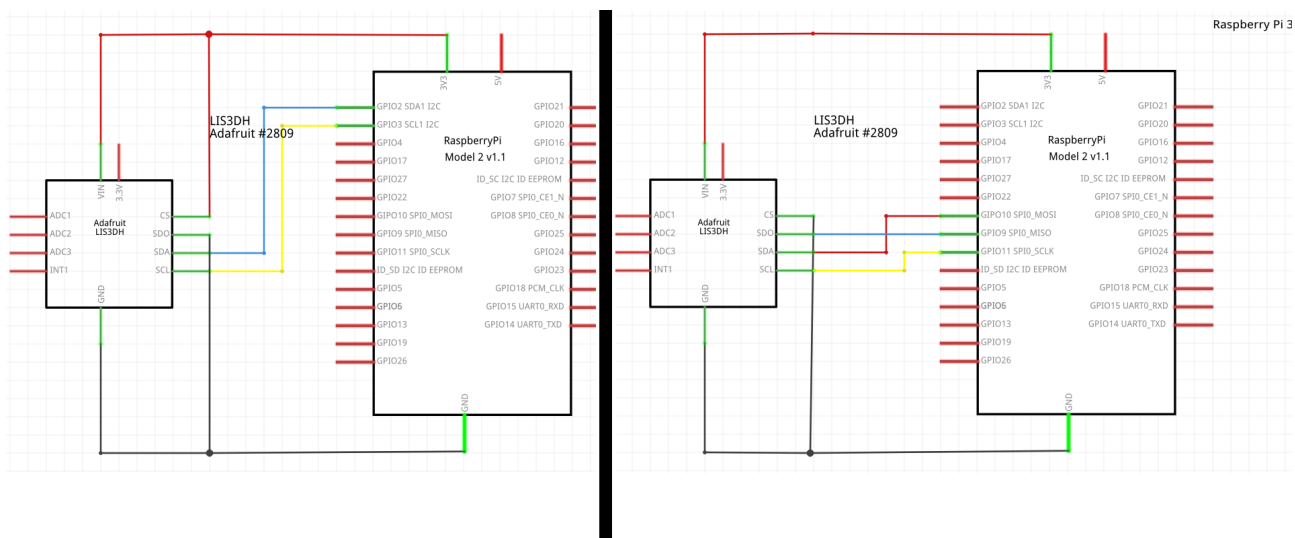 3V3
5V
GPIO2 SDA1 I2C
GPIO21
LIS3DH
Adafruit #2809
GPIO3 SCL1 I2C
GPIO20
GPIO4
RaspberryPi
Model 2 v1.1
GPIO16
GPIO17
GPIO12
VIN
3.3V
GPIO27
ID_SC I2C ID EEPROM
GPIO22
GPIO7 SPI0_CE1_N
ADC1
Adafruit
LIS3DH
CS
GPIO10 SPI0_MOSI
GPIO8 SPI0_CE0_N
ADC2
SDO
GPIO9 SPI0_MISO
GPIO25
ADC3
SDA
GPIO11 SPI0_SCLK
GPIO24
INT1
SCL
ID_SD I2C ID EEPROM
GPIO23
GND
GPIO5
GPIO18 PCM_CLK
GPIO6
GPIO15 UART0_RXD
GPIO13
GPIO14 UART0_TXD
GPIO19
GPIO26
GND
Raspberry Pi 3
3V3
5V
GPIO2 SDA1 I2C
GPIO21
LIS3DH
Adafruit #2809
GPIO3 SCL1 I2C
GPIO20
GPIO4
RaspberryPi
Model 2 v1.1
GPIO16
GPIO17
GPIO12
VIN
3.3V
GPIO27
ID_SC I2C ID EEPROM
GPIO22
GPIO7 SPI0_CE1_N
ADC1
Adafruit
LIS3DH
CS
GPIO10 SPI0_MOSI
GPIO8 SPI0_CE0_N
ADC2
SDO
GPIO9 SPI0_MISO
GPIO25
ADC3
SDA
GPIO11 SPI0_SCLK
GPIO24
INT1
SCL
ID_SD I2C ID EEPROM
GPIO23
GND
GPIO5
GPIO18 PCM_CLK
GPIO6
GPIO15 UART0_RXD
GPIO13
GPIO14 UART0_TXD
GPIO19
GPIO26
GND